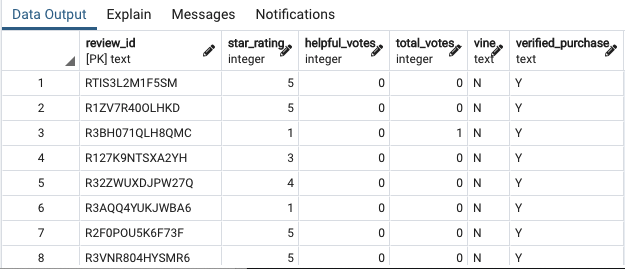 Data Output Explain Messages Notifications
review_id star_rating helpful_votes total_votes vine verified_purchase
[PK] text integer integer integer text text
1 RTIS3L2M1F5SM 5 0 0 N Y
2 R1ZV7R40OLHKD 5 0 0 N Y
3 R3BH071QLH8QMC 1 0 1 N Y
4 R127K9NTSXA2YH 3 0 0 N Y
5 R32ZWUXDJPW27Q 4 0 0 N Y
6 R3AQQ4YUKJWBA6 1 0 0 N Y
7 R2F0POU5K6F73F 5 0 0 N Y
8 R3VNR804HYSMR6 5 0 0 N Y